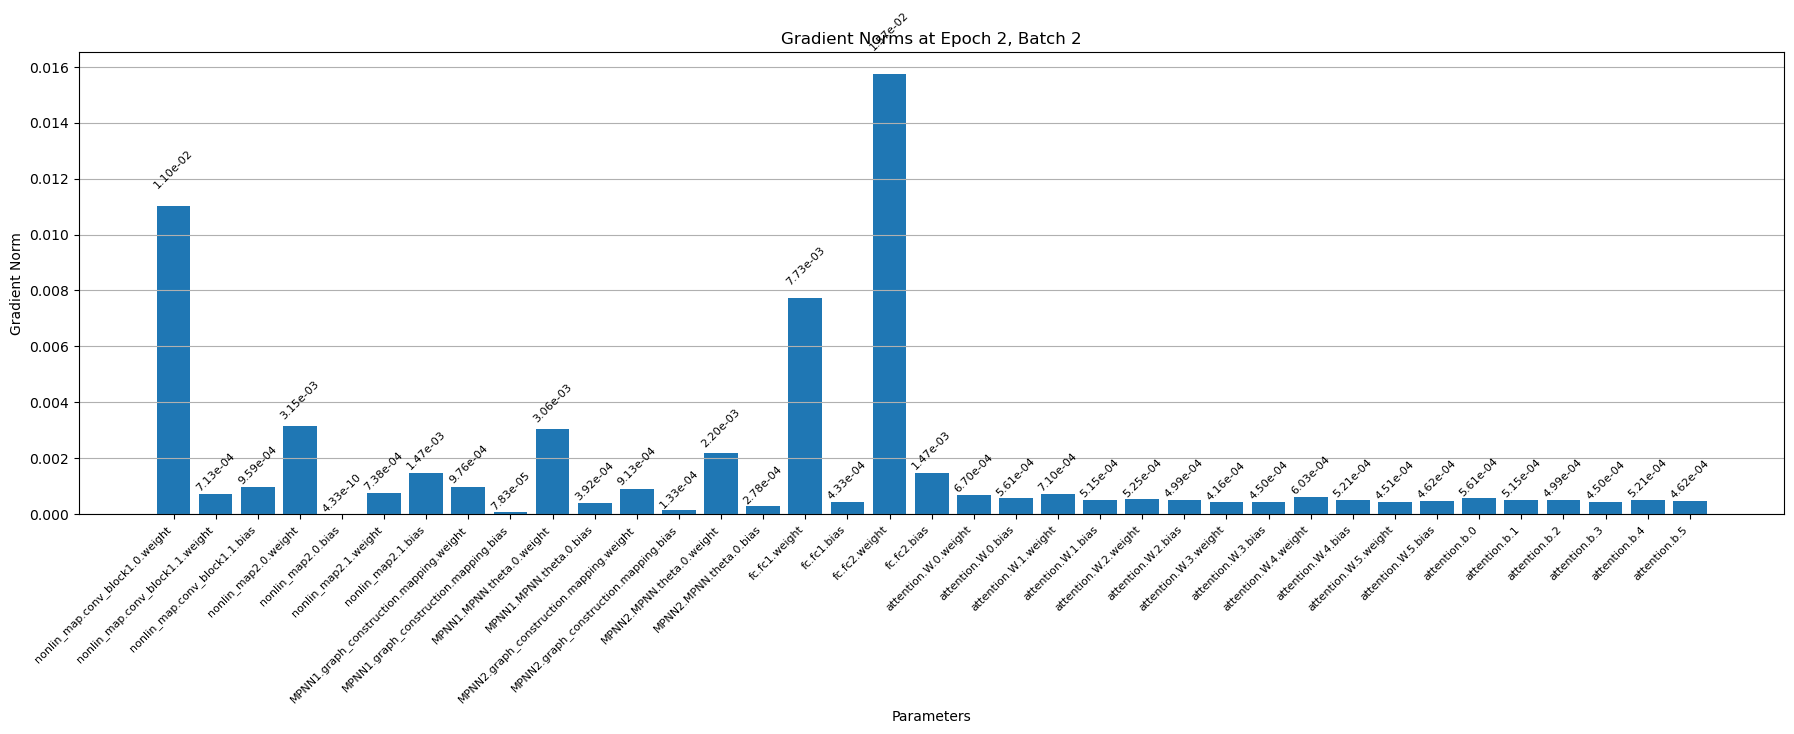 Gradient Norms at Epoch 2, Batch 2
Gradient Norm
0.016
0.014
0.012
0.010
0.008
0.006
0.004
0.002
0.000
1.10e-02
7.13e-04
9.59e-04
3.15e-03
4.33e-10
7.38e-04
1.47e-03
9.76e-04
7.83e-05
3.06e-03
3.92e-04
9.13e-04
1.33e-04
2.20e-03
2.78e-04
7.73e-03
4.33e-04
1.47e-03
6.70e-04
5.61e-04
7.10e-04
5.15e-04
5.25e-04
4.99e-04
4.16e-04
4.50e-04
6.03e-04
5.21e-04
4.51e-04
4.62e-04
5.61e-04
5.15e-04
4.99e-04
4.50e-04
5.21e-04
4.62e-04
nonlin_map.conv_block1.0.weight
nonlin_map.conv_block1.1.weight
nonlin_map.conv_block1.1.bias
nonlin_map2.0.weight
nonlin_map2.0.bias
nonlin_map2.1.weight
nonlin_map2.1.bias
MPNN1.graph_construction.mapping.weight
MPNN1.graph_construction.mapping.bias
MPNN1.MPNN.theta.0.weight
MPNN1.MPNN.theta.0.bias
MPNN2.graph_construction.mapping.weight
MPNN2.graph_construction.mapping.bias
MPNN2.MPNN.theta.0.weight
MPNN2.MPNN.theta.0.bias
fc.fc1.weight
fc.fc1.bias
fc.fc2.weight
fc.fc2.bias
attention.W.0.weight
attention.W.0.bias
attention.W.1.weight
attention.W.1.bias
attention.W.2.weight
attention.W.2.bias
attention.W.3.weight
attention.W.3.bias
attention.W.4.weight
attention.W.4.bias
attention.W.5.weight
attention.W.5.bias
attention.b.0
attention.b.1
attention.b.2
attention.b.3
attention.b.4
attention.b.5
Parameters